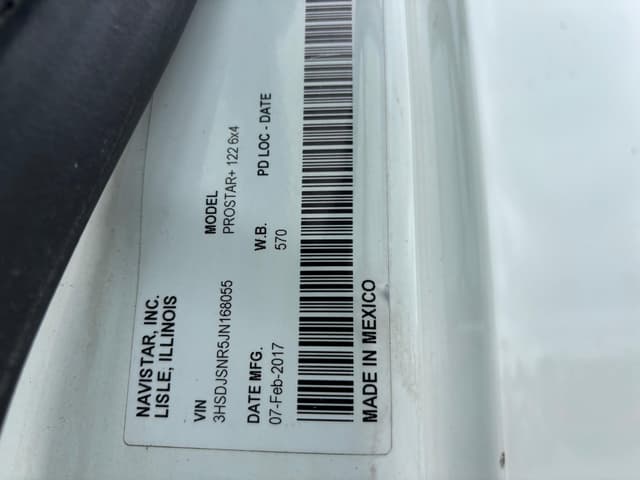 NAVISTAR, INC.
LISLE, ILLINOIS
VIN MODEL
3HSDJSNR5JN168055 PROSTAR+ 122 6x4
DATE MFG. W.B. PD LOC - DATE
07-Feb-2017 570
MADE IN MEXICO